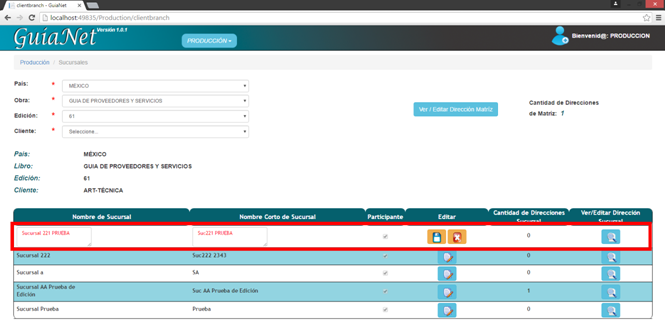 clientbranch - GuiaNet
localhost:49835/Production/clientbranch
GuíaNet Versión 1.0.1
PRODUCCIÓN
Bienvenid@: PRODUCCION
Producción / Sucursales
País: * MÉXICO
Obra: * GUIA DE PROVEEDORES Y SERVICIOS
Edición: * 61
Cliente: * Seleccione...
Ver / Editar Dirección Matriz
Cantidad de Direcciones
de Matriz: 1
País: MÉXICO
Libro: GUIA DE PROVEEDORES Y SERVICIOS
Edición: 61
Cliente: ART-TÉCNICA
Nombre de Sucursal Nombre Corto de Sucursal Participante Editar Cantidad de Direcciones Sucursal Ver/Editar Dirección Sucursal
Sucursal 221 PRUEBA Suc221 PRUEBA 0
Sucursal 222 Suc222 2343 0
Sucursal a SA 0
Sucursal AA Prueba de Edición Suc AA Prueba de Edición 1
Sucursal Prueba Prueba 0